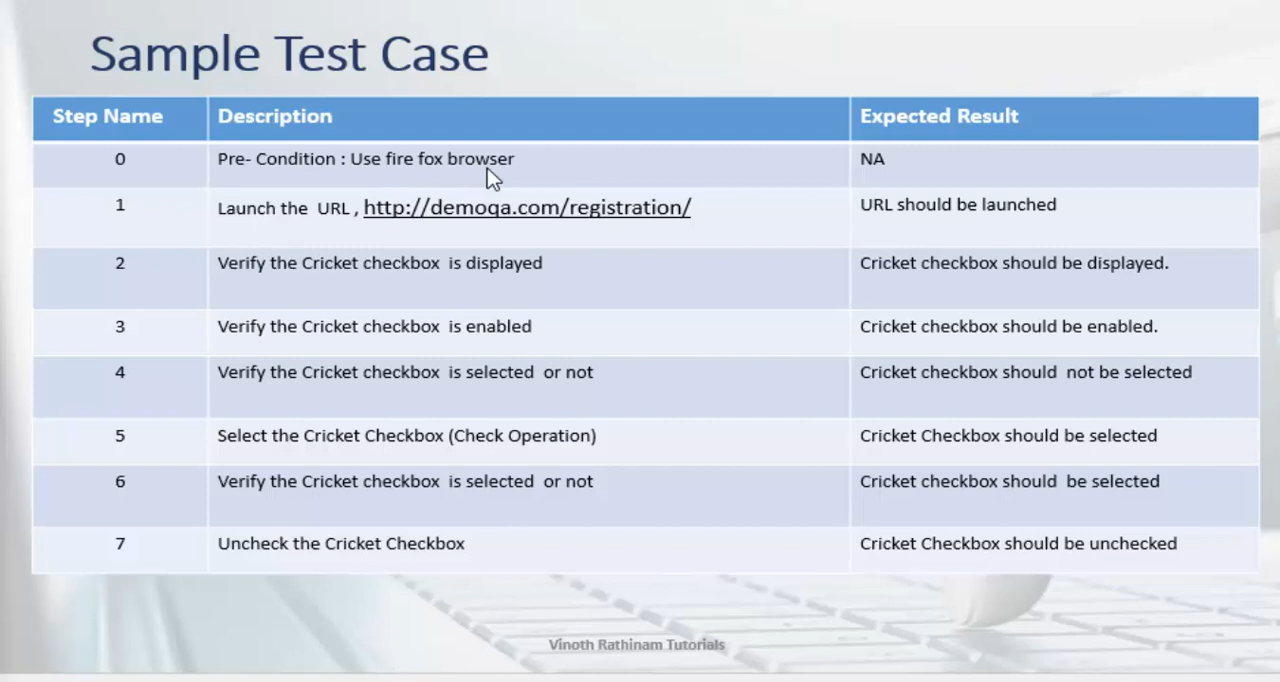 Sample Test Case
Step Name Description Expected Result
0 Pre- Condition : Use fire fox browser NA
1 Launch the URL , http://demoqa.com/registration/ URL should be launched
2 Verify the Cricket checkbox is displayed Cricket checkbox should be displayed.
3 Verify the Cricket checkbox is enabled Cricket checkbox should be enabled.
4 Verify the Cricket checkbox is selected or not Cricket checkbox should not be selected
5 Select the Cricket Checkbox (Check Operation) Cricket Checkbox should be selected
6 Verify the Cricket checkbox is selected or not Cricket checkbox should be selected
7 Uncheck the Cricket Checkbox Cricket Checkbox should be unchecked
Vinoth Rathinam Tutorials